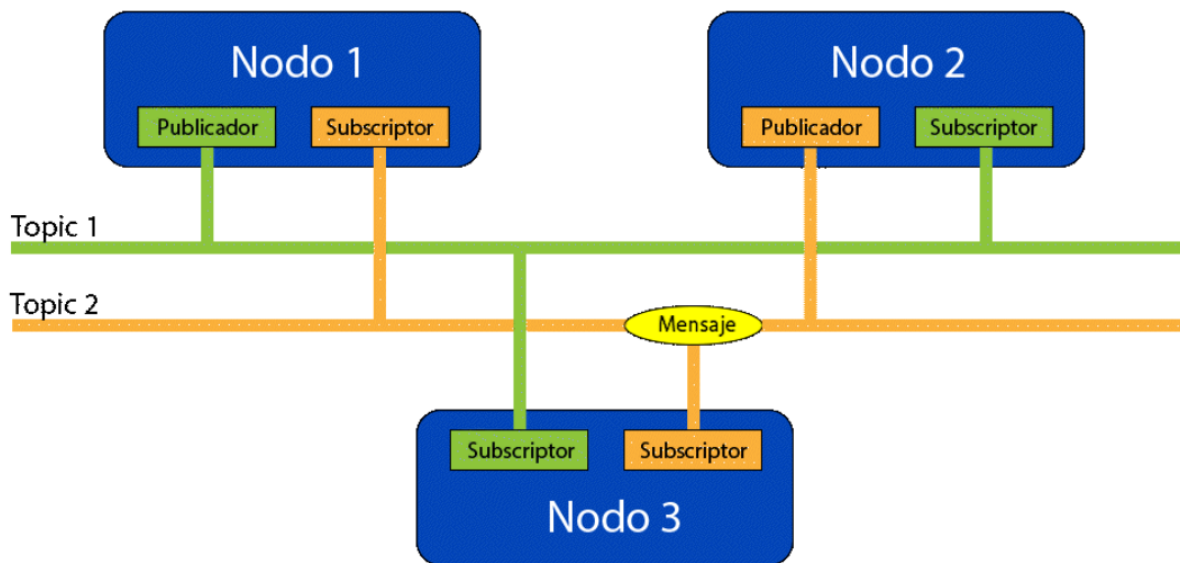 Nodo 1
Nodo 2
Publicador
Subscriptor
Publicador
Subscriptor
Topic 1
Topic 2
Mensaje
Subscriptor
Subscriptor
Nodo 3